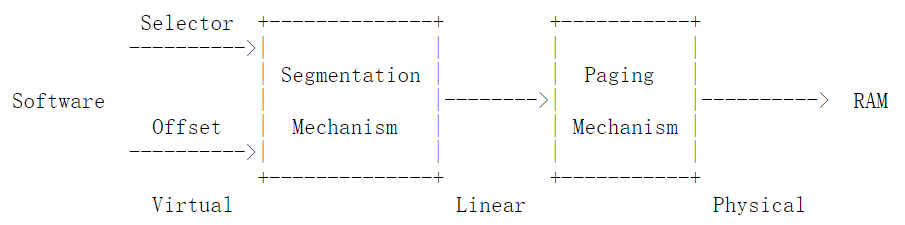 Selector
Segmentation Paging
Software RAM
Offset Mechanism Mechanism
Virtual Linear Physical